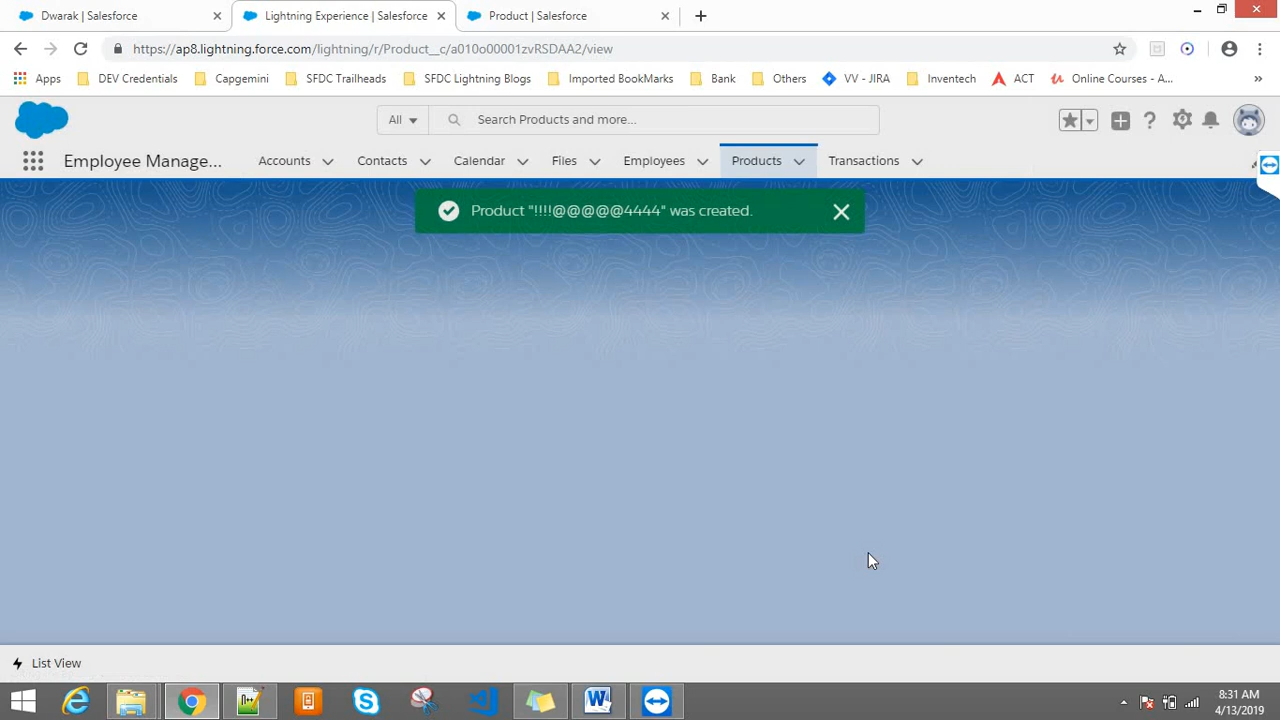 Dwarak | Salesforce
Lightning Experience | Salesforce
Product | Salesforce
https://ap8.lightning.force.com/lightning/r/Product__c/a010o00001zvRSDAA2/view
Apps
DEV Credentials
Capgemini
SFDC Trailheads
SFDC Lightning Blogs
Imported BookMarks
Bank
Others
VV - JIRA
Inventech
ACT
Online Courses - A...
All
Search Products and more...
Employee Manage...
Accounts
Contacts
Calendar
Files
Employees
Products
Transactions
Product "!!!!@@@@@4444" was created.
List View
8:31 AM
4/13/2019